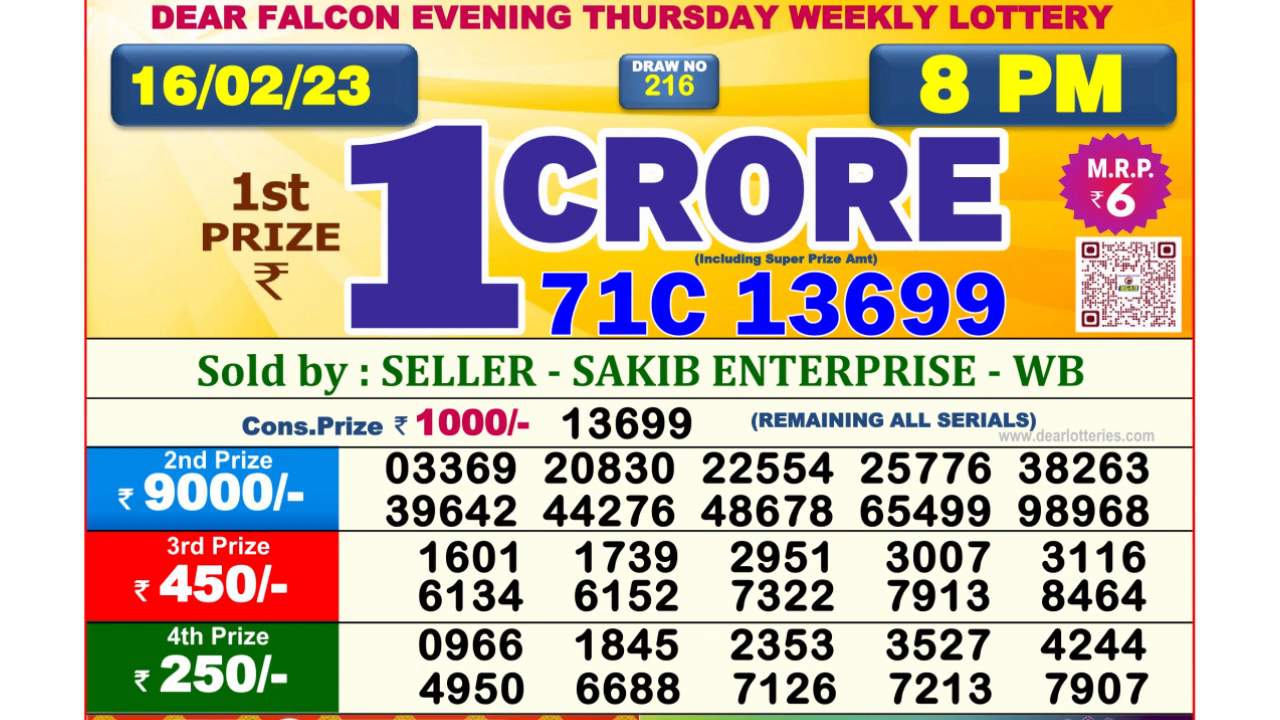 DEAR FALCON EVENING THURSDAY WEEKLY LOTTERY
16/02/23
DRAW NO
216
8 PM
1st
PRIZE
₹
1 CRORE
M.R.P.
₹6
(Including Super Prize Amt)
71C 13699
Sold by : SELLER - SAKIB ENTERPRISE - WB
Cons.Prize ₹ 1000/- 13699 (REMAINING ALL SERIALS)
www.dearlotteries.com
2nd Prize
₹ 9000/-
03369 20830 22554 25776 38263
39642 44276 48678 65499 98968
3rd Prize
₹ 450/-
1601 1739 2951 3007 3116
6134 6152 7322 7913 8464
4th Prize
₹ 250/-
0966 1845 2353 3527 4244
4950 6688 7126 7213 7907